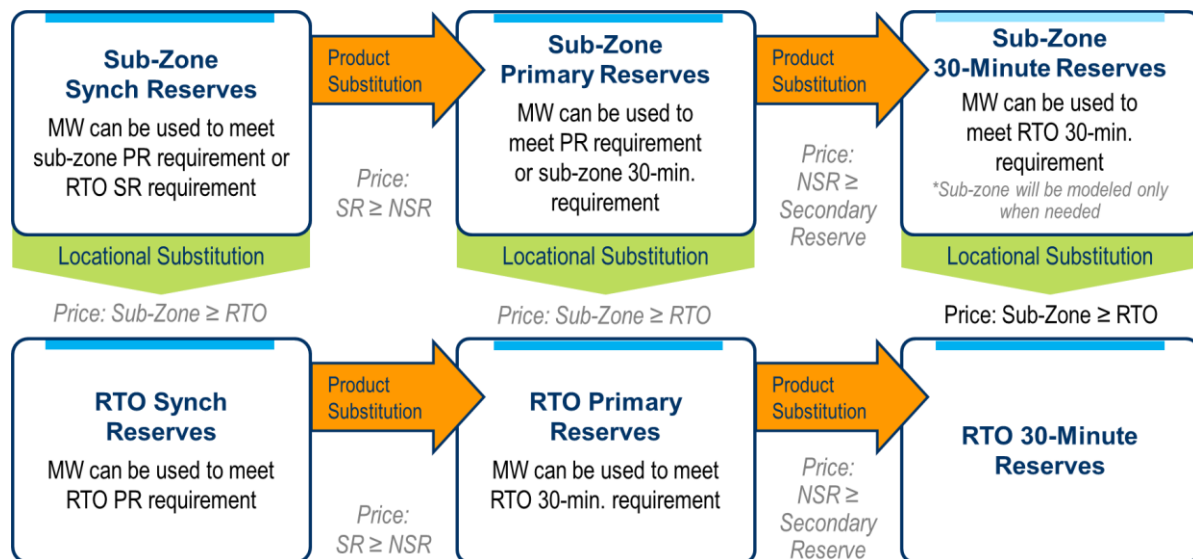 Sub-Zone
Synch Reserves
MW can be used to meet
sub-zone PR requirement or
RTO SR requirement
Product
Substitution
Price:
SR ≥ NSR
Sub-Zone
Primary Reserves
MW can be used to
meet PR requirement
or sub-zone 30-min.
requirement
Product
Substitution
Price:
NSR ≥
Secondary
Reserve
Sub-Zone
30-Minute Reserves
MW can be used to
meet RTO 30-min.
requirement
*Sub-zone will be modeled only
when needed
Locational Substitution
Price: Sub-Zone ≥ RTO
Locational Substitution
Price: Sub-Zone ≥ RTO
Locational Substitution
Price: Sub-Zone ≥ RTO
RTO Synch
Reserves
MW can be used to meet
RTO PR requirement
Product
Substitution
Price:
SR ≥ NSR
RTO Primary
Reserves
MW can be used to meet
RTO 30-min. requirement
Product
Substitution
Price:
NSR ≥
Secondary
Reserve
RTO 30-Minute
Reserves